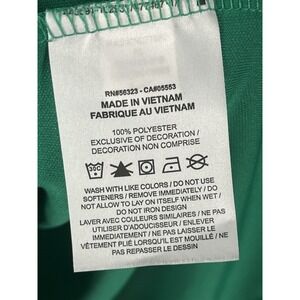 RN#56323 - CA#05553
MADE IN VIETNAM
FABRIQUE AU VIETNAM
100% POLYESTER
EXCLUSIVE OF DECORATION /
DECORATION NON COMPRISE
30C
WASH WITH LIKE COLORS / DO NOT USE
SOFTENERS / REMOVE IMMEDIATELY / DO
NOT ALLOW TO LAY ON ITSELF WHEN WET /
DO NOT IRON DESIGN
LAVER AVEC COULEURS SIMILAIRES / NE PAS
UTILISER D'ADOUCISSEUR / ENLEVER
IMMÉDIATEMENT / NE PAS LAISSER LE
VÊTEMENT PLIÉ LORSQU'IL EST MOUILLÉ / NE
PAS REPASSER LE DESSIN